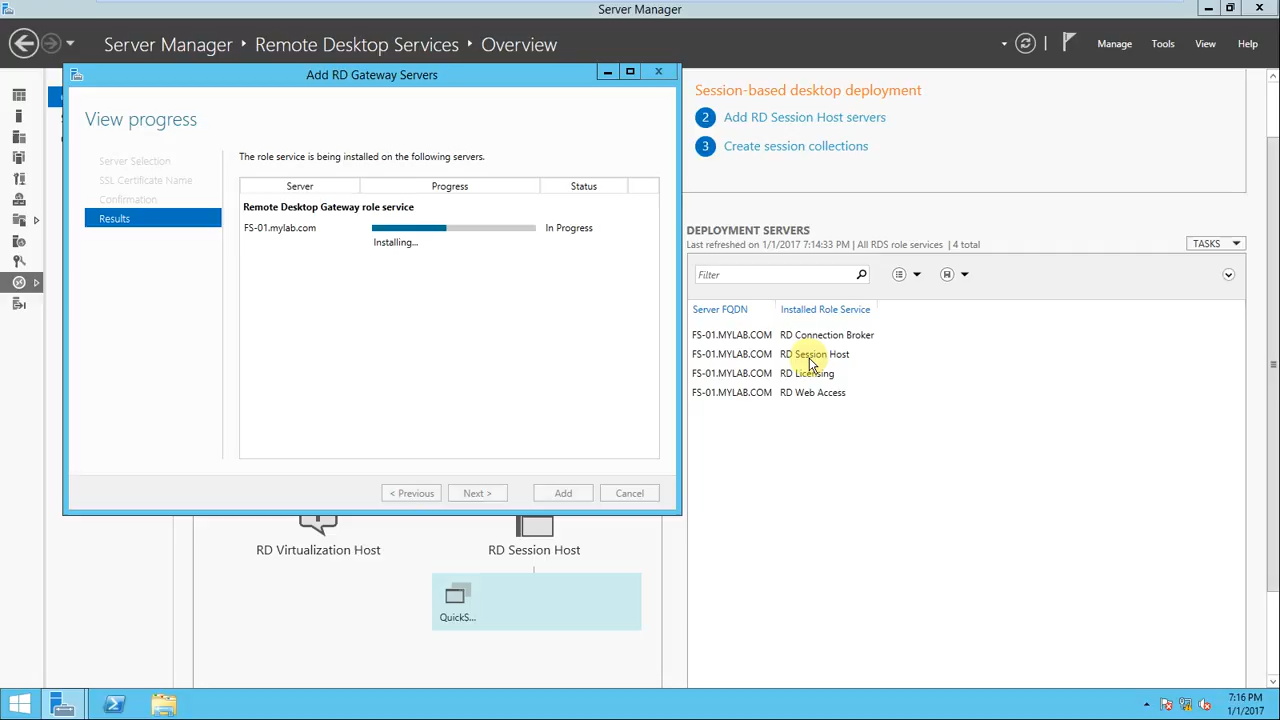 Server Manager
Server Manager ‣ Remote Desktop Services ‣ Overview
Manage Tools View Help
Add RD Gateway Servers
View progress
Server Selection
SSL Certificate Name
Confirmation
Results
The role service is being installed on the following servers.
Server Progress Status
Remote Desktop Gateway role service
FS-01.mylab.com In Progress
Installing...
< Previous Next > Add Cancel
Session-based desktop deployment
2 Add RD Session Host servers
3 Create session collections
DEPLOYMENT SERVERS
Last refreshed on 1/1/2017 7:14:33 PM | All RDS role services | 4 total
TASKS
Filter
Server FQDN Installed Role Service
FS-01.MYLAB.COM RD Connection Broker
FS-01.MYLAB.COM RD Session Host
FS-01.MYLAB.COM RD Licensing
FS-01.MYLAB.COM RD Web Access
RD Virtualization Host RD Session Host
QuickS...
7:16 PM
1/1/2017